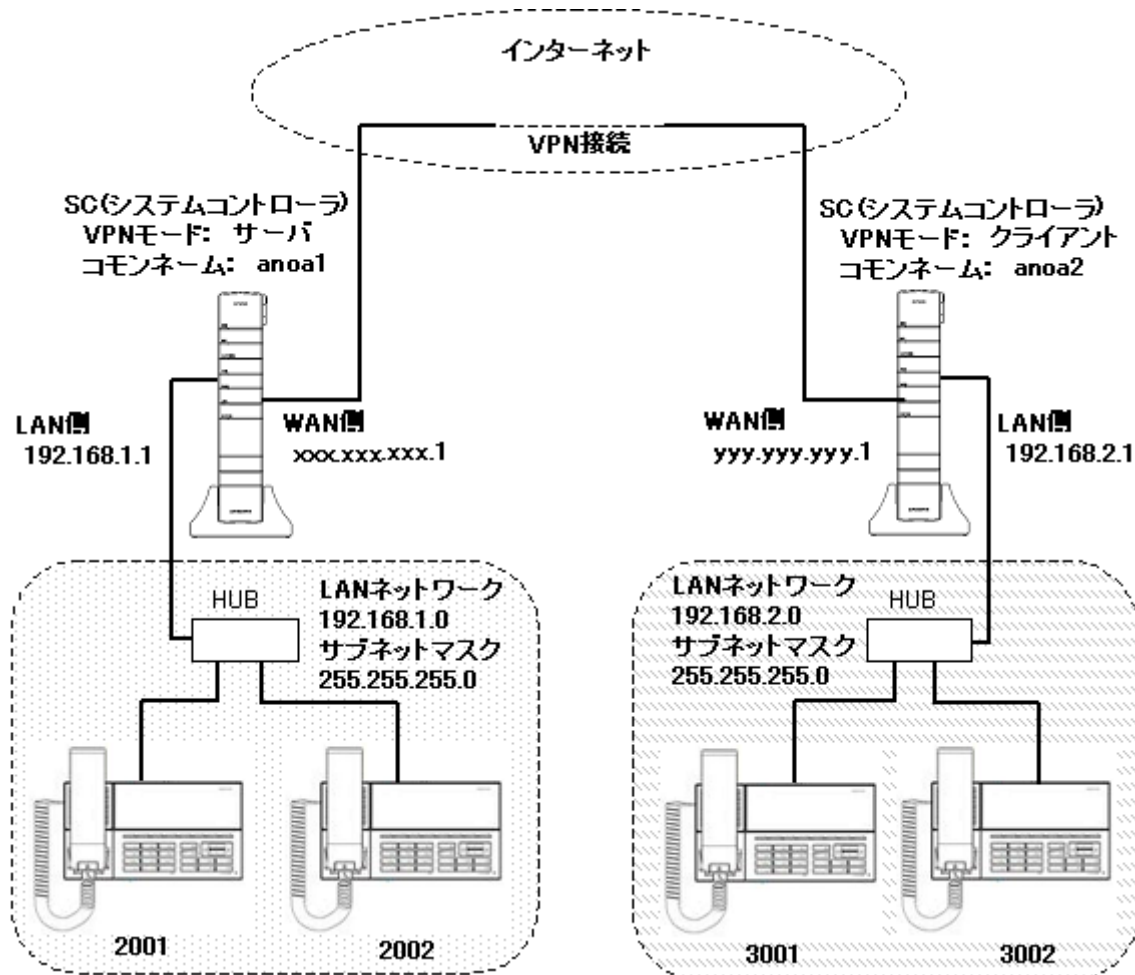 インターネット
VPN接続
SC(システムコントローラ)
VPNモード: サーバ
コモンネーム: anoa1
SC(システムコントローラ)
VPNモード: クライアント
コモンネーム: anoa2
LAN側
192.168.1.1
WAN側
xxx.xxx.xxx.1
WAN側
yyy.yyy.yyy.1
LAN側
192.168.2.1
HUB
LANネットワーク
192.168.1.0
サブネットマスク
255.255.255.0
LANネットワーク
192.168.2.0
サブネットマスク
255.255.255.0
HUB
2001
2002
3001
3002